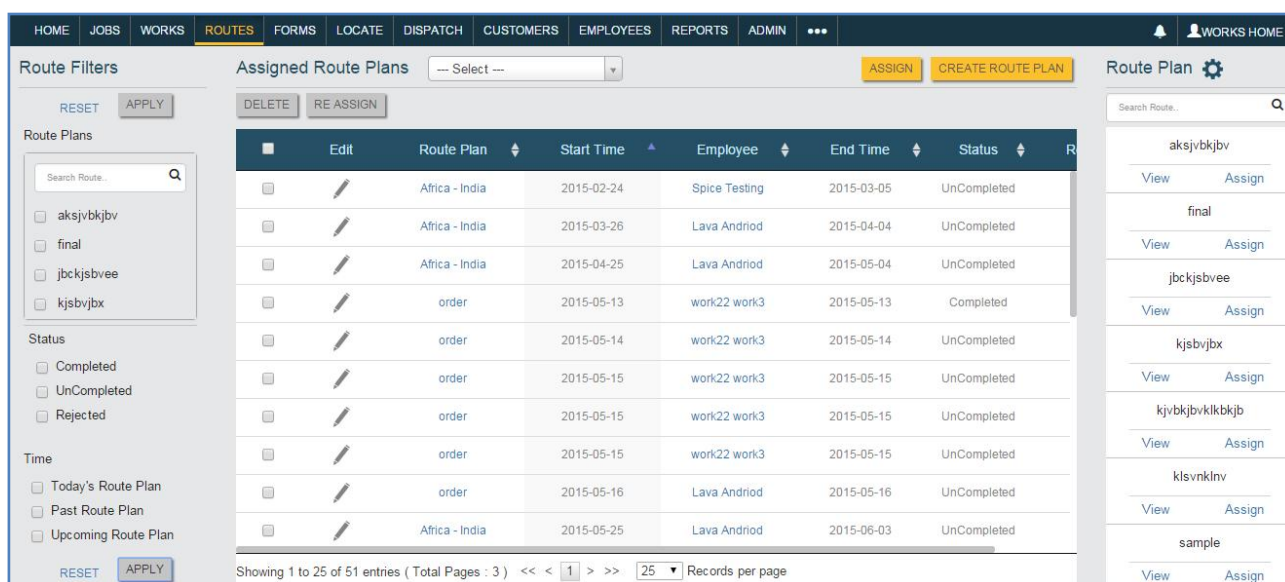 HOME JOBS WORKS ROUTES FORMS LOCATE DISPATCH CUSTOMERS EMPLOYEES REPORTS ADMIN ••• WORKS HOME
Route Filters
RESET APPLY
Route Plans
Search Route..
aksjvbkjbv
final
jbckjsbvee
kjsbvjbx
Status
Completed
UnCompleted
Rejected
Time
Today's Route Plan
Past Route Plan
Upcoming Route Plan
RESET APPLY
Assigned Route Plans --- Select --- ASSIGN CREATE ROUTE PLAN
DELETE RE ASSIGN
Edit Route Plan Start Time Employee End Time Status R
Africa - India 2015-02-24 Spice Testing 2015-03-05 UnCompleted
Africa - India 2015-03-26 Lava Andriod 2015-04-04 UnCompleted
Africa - India 2015-04-25 Lava Andriod 2015-05-04 UnCompleted
order 2015-05-13 work22 work3 2015-05-13 Completed
order 2015-05-14 work22 work3 2015-05-14 UnCompleted
order 2015-05-15 work22 work3 2015-05-15 UnCompleted
order 2015-05-15 work22 work3 2015-05-15 UnCompleted
order 2015-05-15 work22 work3 2015-05-15 UnCompleted
order 2015-05-16 Lava Andriod 2015-05-16 UnCompleted
Africa - India 2015-05-25 Lava Andriod 2015-06-03 UnCompleted
Showing 1 to 25 of 51 entries ( Total Pages : 3 ) << < 1 > >> 25 Records per page
Route Plan
Search Route..
aksjvbkjbv
View Assign
final
View Assign
jbckjsbvee
View Assign
kjsbvjbx
View Assign
kjvbkjbvklkbkjb
View Assign
klsvnklnv
View Assign
sample
View Assign